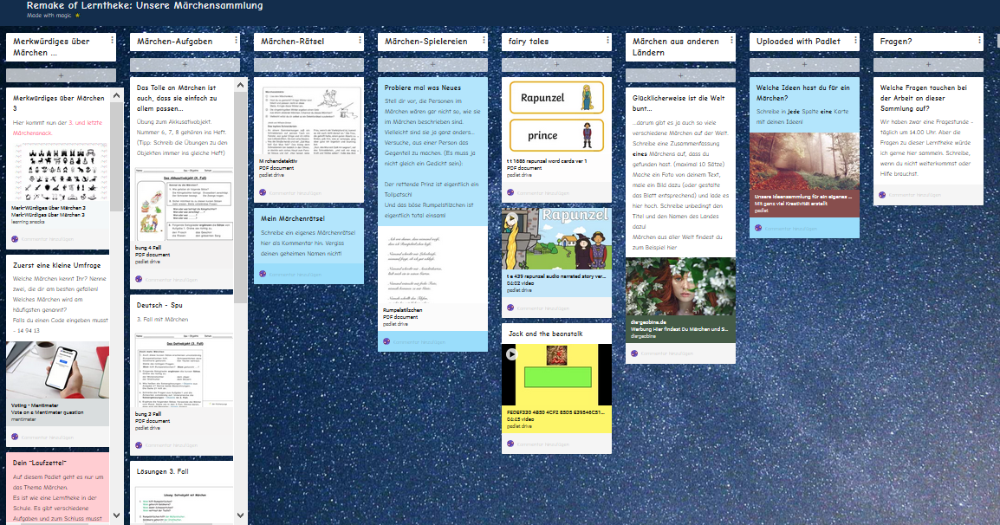 Remake of Lerntheke: Unsere Märchensammlung
Made with magic
Merkwürdiges über
Märchen ...
Merkwürdiges über Märchen
3
Hier kommt nun der 3. und letzte
Märchensnack.
MerkWürdiges über Märchen 3
MerkWürdiges über Märchen 3
learning snacks
Kommentar hinzufügen
Zuerst eine kleine Umfrage
Welche Märchen kennt Ihr? Nenne
zwei, die dir am besten gefallen!
Welches Märchen wird am
häufigsten genannt?
Falls du einen Code eingeben musst
- 14 94 13
Voting - Mentimeter
Vote on a Mentimeter question
mentimeter
Kommentar hinzufügen
Dein "Laufzettel"
Auf diesem Padlet geht es nur um
das Thema Märchen.
Es ist wie eine Lerntheke in der
Schule. Es gibt verschiedene
Aufgaben und zum Schluss musst
Märchen-Aufgaben
Das Tolle an Märchen ist
auch, dass sie einfach zu
allem passen...
Übung zum Akkusativobjekt:
Nummer 6, 7, 8 gehören ins Heft.
(Tipp: Schreib die Übungen zu den
Objekten immer ins gleiche Heft)
Das Akkusativobjekt (4. Fall)
bung 4 Fall
PDF document
padlet drive
Kommentar hinzufügen
Deutsch - Spu
3. Fall mit Märchen
Das Dativobjekt (3. Fall)
bung 3 Fall
PDF document
padlet drive
Kommentar hinzufügen
Lösungen 3. Fall
Lösung: Dativobjekt mit Märchen
Märchen-Rätsel
M rchendetektiv
PDF document
padlet drive
Kommentar hinzufügen
Mein Märchenrätsel
Schreibe ein eigenes Märchenrätsel
hier als Kommentar hin. Vergiss
deinen geheimen Namen nicht!
Kommentar hinzufügen
Märchen-Spielereien
Probiere mal was Neues
Stell dir vor, die Personen im
Märchen wären gar nicht so, wie sie
im Märchen beschrieben sind.
Vielleicht sind sie ja ganz anders...
Versuche, aus einer Person das
Gegenteil zu machen. (Es muss ja
nicht gleich ein Gedicht sein):
Der rettende Prinz ist eigentlich ein
Tollpatsch!
Und das böse Rumpelstilzchen ist
eigentlich total einsam!
Rumpelstilzchen
PDF document
padlet drive
Kommentar hinzufügen
fairy tales
Rapunzel
prince
t t 1686 rapunzel word cards ver 1
PDF document
padlet drive
Kommentar hinzufügen
Rapunzel
t e 439 rapunzel audio narrated story ver...
04:02 video
padlet drive
Kommentar hinzufügen
Jack and the beanstalk
04:45 video
padlet drive
Kommentar hinzufügen
Märchen aus anderen
Ländern
Glücklicherweise ist die Welt
bunt...
...darum gibt es ja auch so viele
verschiedene Märchen auf der Welt.
Schreibe eine Zusammenfassung
eines Märchens auf, das du
gefunden hast. (maximal 10 Sätze)
Mache ein Foto von deinem Text,
male ein Bild dazu (oder gestalte
das Blatt entsprechend) und lade es
hier hoch. Schreibe unbedingt den
Titel und den Namen des Landes
dazu!
Märchen aus aller Welt findest du
zum Beispiel hier
diargeobine.de
Werbung Hier findest Du Märchen und S...
diargeobine
Kommentar hinzufügen
Uploaded with Padlet
Welche Ideen hast du für ein
Märchen?
Schreibe in jede Spalte eine Karte
mit deinen Ideen!
Unsere Ideensammlung für ein eigenes ...
Mit ganz viel Kreativität erstellt
padlet
Kommentar hinzufügen
Fragen?
Welche Fragen tauchen bei
der Arbeit an dieser
Sammlung auf?
Wir haben zwar eine Fragestunde -
täglich um 14:00 Uhr. Aber die
Fragen zu dieser Lerntheke würde
ich gerne hier sammeln. Schreibe,
wenn du nicht weiterkommst oder
Hilfe brauchst.
Kommentar hinzufügen